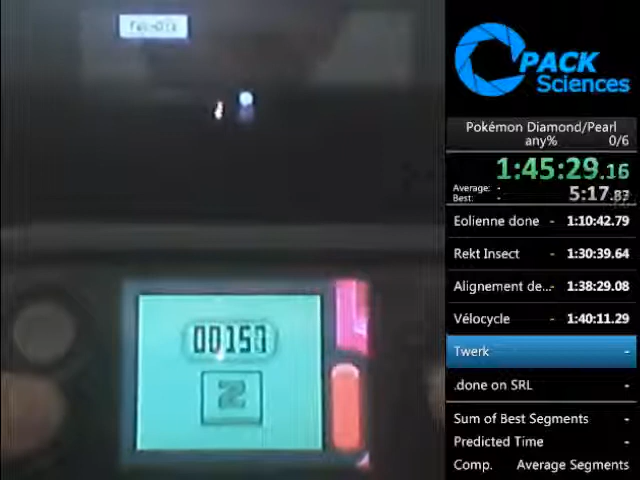 PACK
Sciences
Pokémon Diamond/Pearl
any% 0/6
1:45:29.16
Average: -
Best: - 5:17.83
Eolienne done - 1:10:42.79
Rekt Insect - 1:30:39.64
Alignement de... - 1:38:29.08
Vélocycle - 1:40:11.29
Twerk -
.done on SRL -
Sum of Best Segments -
Predicted Time -
Comp. Average Segments
00157